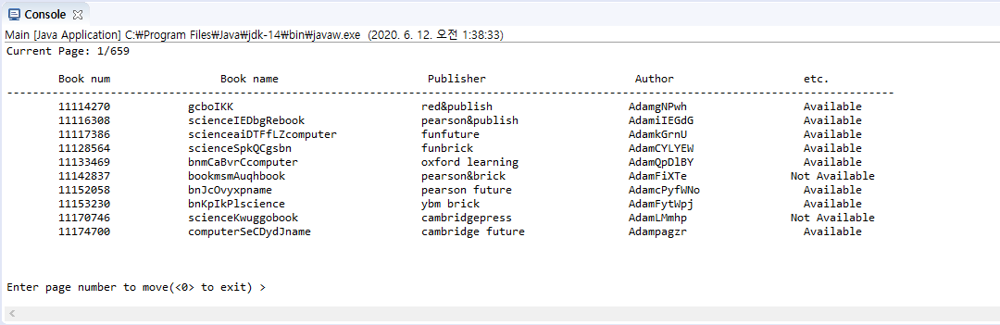 Console
Main [Java Application] C:₩Program Files₩Java₩jdk-14₩bin₩javaw.exe (2020. 6. 12. 오전 1:38:33)
Current Page: 1/659
Book num Book name Publisher Author etc.
--------------------------------------------------------------------------------
11114270 gcboIKK red&publish AdamgNPwh Available
11116308 scienceIEDbgRebook pearson&publish AdamiIEGdG Available
11117386 scienceaiDTFfLZcomputer funfuture AdamkGrnU Available
11128564 scienceSpkQCgsbn funbrick AdamCYLYEW Available
11133469 bnmCaBvrCcomputer oxford learning AdamQpDlBY Available
11142837 bookmsmAuqhbook pearson&brick AdamFiXTe Not Available
11152058 bnJcOvyxpname pearson future AdamcPyfWNo Available
11153230 bnKpIkPlscience ybm brick AdamFytWpj Available
11170746 scienceKwuggobook cambridgepress AdamLMmhp Not Available
11174700 computerSeCDydJname cambridge future Adampagzr Available
Enter page number to move(<0> to exit) >